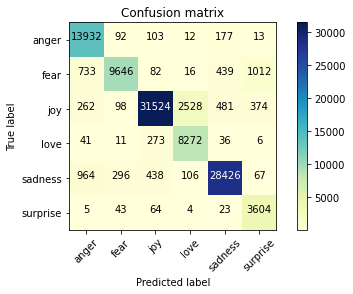 Confusion matrix
anger 13932 92 103 12 177 13
fear 733 9646 82 16 439 1012
joy 262 98 31524 2528 481 374
love 41 11 273 8272 36 6
sadness 964 296 438 106 28426 67
surprise 5 43 64 4 23 3604
anger fear joy love sadness surprise
True label
Predicted label
30000
25000
20000
15000
10000
5000